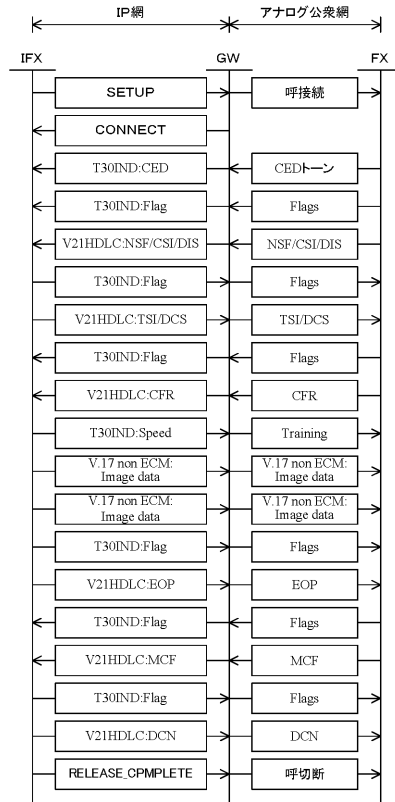 IP網 アナログ公衆網
IFX GW FX
SETUP 呼接続
CONNECT
T30IND:CED CEDトーン
T30IND:Flag Flags
V21HDLC:NSF/CSI/DIS NSF/CSI/DIS
T30IND:Flag Flags
V21HDLC:TSI/DCS TSI/DCS
T30IND:Flag Flags
V21HDLC:CFR CFR
T30IND:Speed Training
V.17 non ECM: V.17 non ECM:
Image data Image data
V.17 non ECM: V.17 non ECM:
Image data Image data
T30IND:Flag Flags
V21HDLC:EOP EOP
T30IND:Flag Flags
V21HDLC:MCF MCF
T30IND:Flag Flags
V21HDLC:DCN DCN
RELEASE_CPMPLETE 呼切断